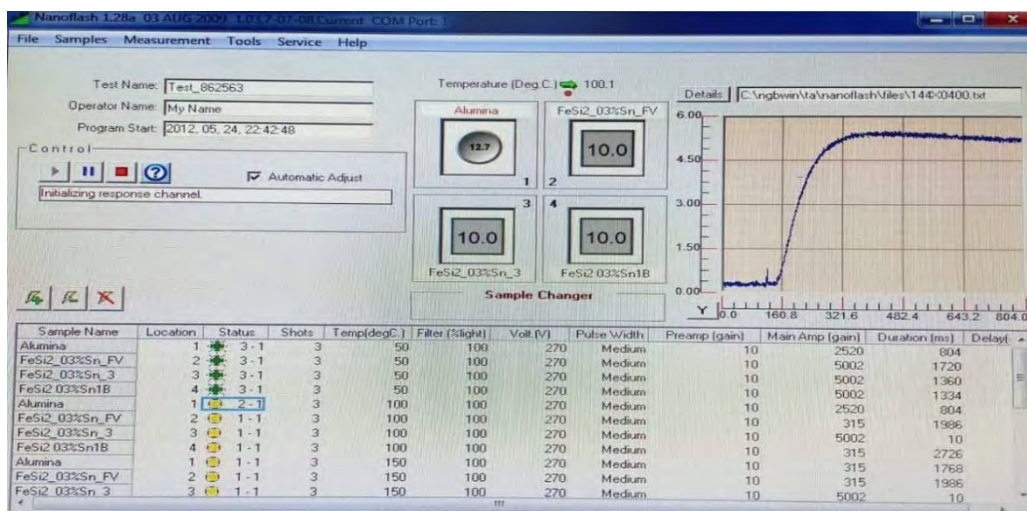 Nanoflash 1.28a 03 AUG 2009, 1.03,7-07-08,Current COM Port: 1
File Samples Measurement Tools Service Help
Test Name: Test_862563
Operator Name: My Name
Program Start: 2012, 05, 24, 22:42:48
Control
Automatic Adjust
Initializing response channel.
Temperature (Deg.C.) 100.1
Alumina FeSi2_03%Sn_FV
12.7 10.0
1 2
3 4
10.0 10.0
FeSi2_03%Sn_3 FeSi2 03%Sn1B
Sample Changer
Details C:\ngbwin\ta\nanoflash\files\144X0400.txt
6.00
4.50
3.00
1.50
0.00
Y 0.0 160.8 321.6 482.4 643.2 804.0
Sample Name Location Status Shots Temp(degC.) Filter (%light) Volt (V) Pulse Width Preamp (gain) Main Amp (gain) Duration (ms) Delay(
Alumina 1 3 - 1 3 50 100 270 Medium 10 2520 804
FeSi2_03%Sn_FV 2 3 - 1 3 50 100 270 Medium 10 5002 1720
FeSi2_03%Sn_3 3 3 - 1 3 50 100 270 Medium 10 5002 1360
FeSi2 03%Sn1B 4 3 - 1 3 50 100 270 Medium 10 5002 1334
Alumina 1 2 - 1 3 100 100 270 Medium 10 2520 804
FeSi2_03%Sn_FV 2 1 - 1 3 100 100 270 Medium 10 315 1986
FeSi2_03%Sn_3 3 1 - 1 3 100 100 270 Medium 10 5002 10
FeSi2 03%Sn1B 4 1 - 1 3 100 100 270 Medium 10 315 2726
Alumina 1 1 - 1 3 150 100 270 Medium 10 315 1768
FeSi2_03%Sn_FV 2 1 - 1 3 150 100 270 Medium 10 315 1986
FeSi2_03%Sn_3 3 1 - 1 3 150 100 270 Medium 10 5002 10